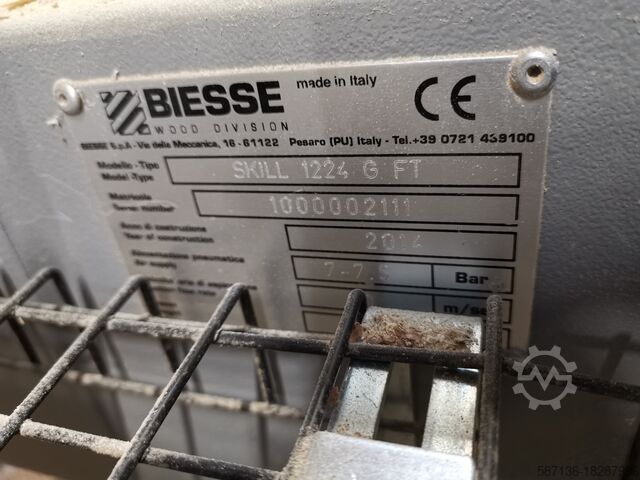 BIESSE
made in Italy
CE
WOOD DIVISION
BIESSE S.p.A - Via della Meccanica, 16 - 61122 Pesaro (PU) Italy - Tel.+39 0721 439100
Modello - Tipo
Model - Type
SKILL 1224 G FT
Matricola
Serial number
1000002111
Anno di costruzione
Year of construction
2014
Alimentazione pneumatica
Air supply
7-7.5
Bar